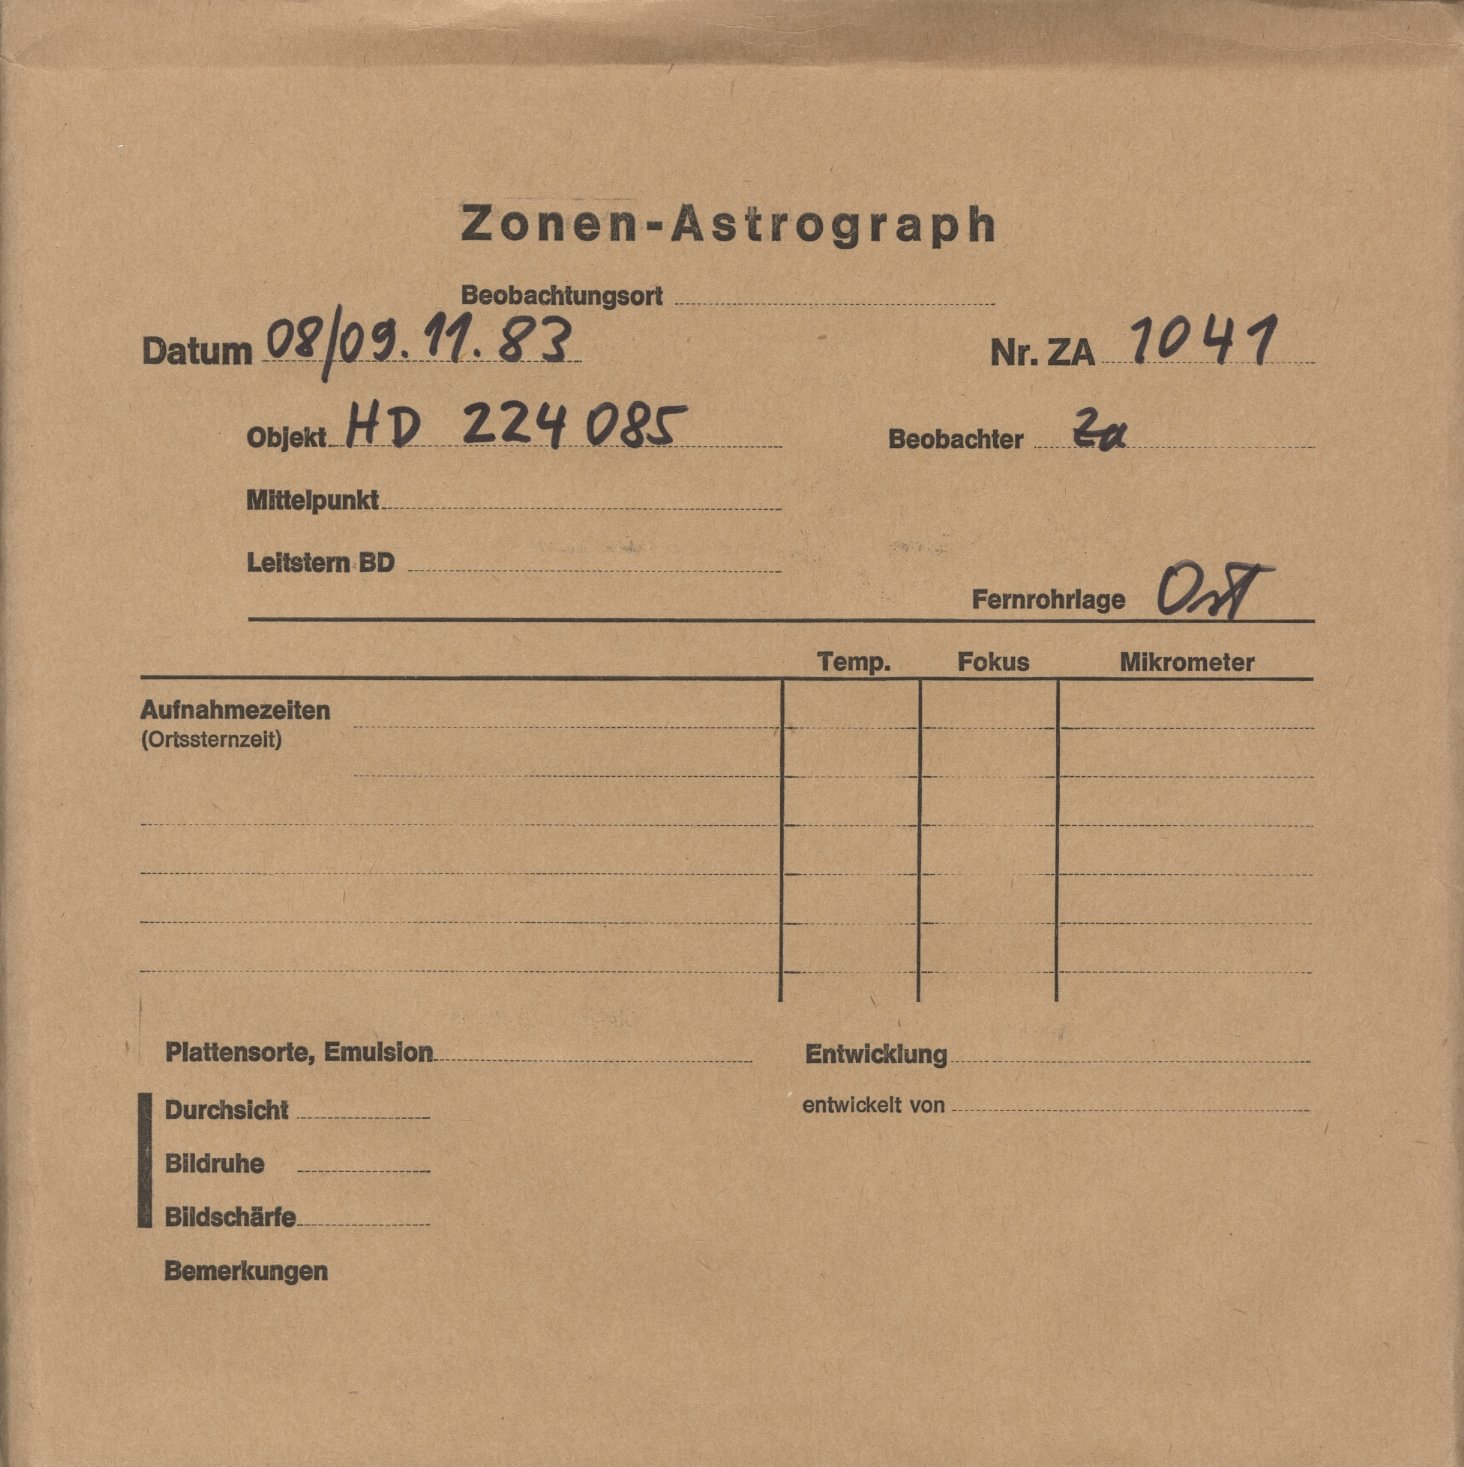 Zonen-Astrograph
Beobachtungsort
Datum 08/09.11.83 Nr. ZA 1041
Objekt HD 224085 Beobachter Za
Mittelpunkt
Leitstern BD
Fernrohrlage Ost
Temp. Fokus Mikrometer
Aufnahmezeiten
(Ortssternzeit)
Plattensorte, Emulsion Entwicklung
Durchsicht entwickelt von
Bildruhe
Bildschärfe
Bemerkungen